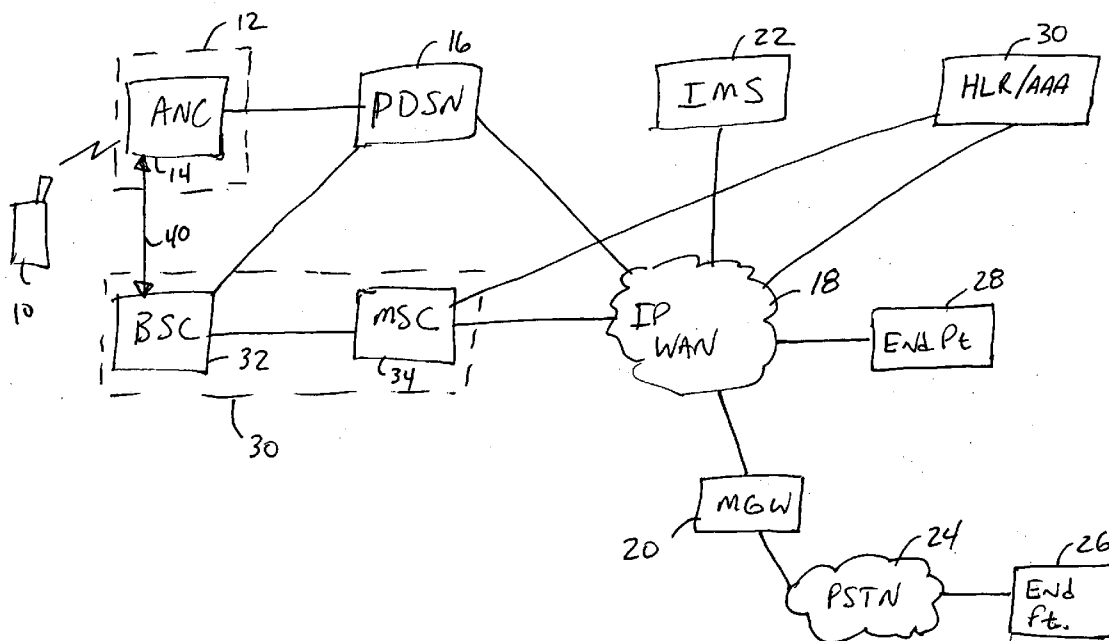 12
16
22
30
ANC
PDSN
IMS
HLR/AAA
14
40
10
18
28
BSC
MSC
IP
WAN
End Pt
32
34
30
MGW
20
24
26
PSTN
End
Pt.